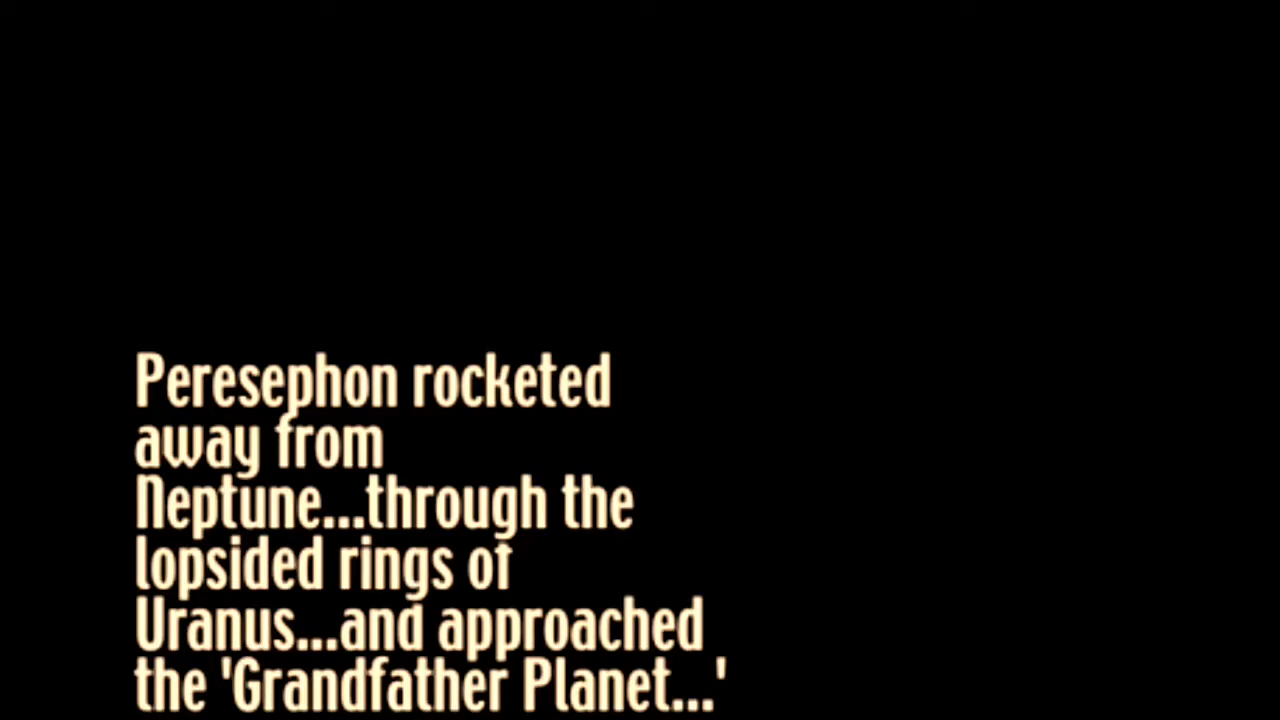 Peresephon rocketed
away from
Neptune...through the
lopsided rings of
Uranus...and approached
the 'Grandfather Planet...'